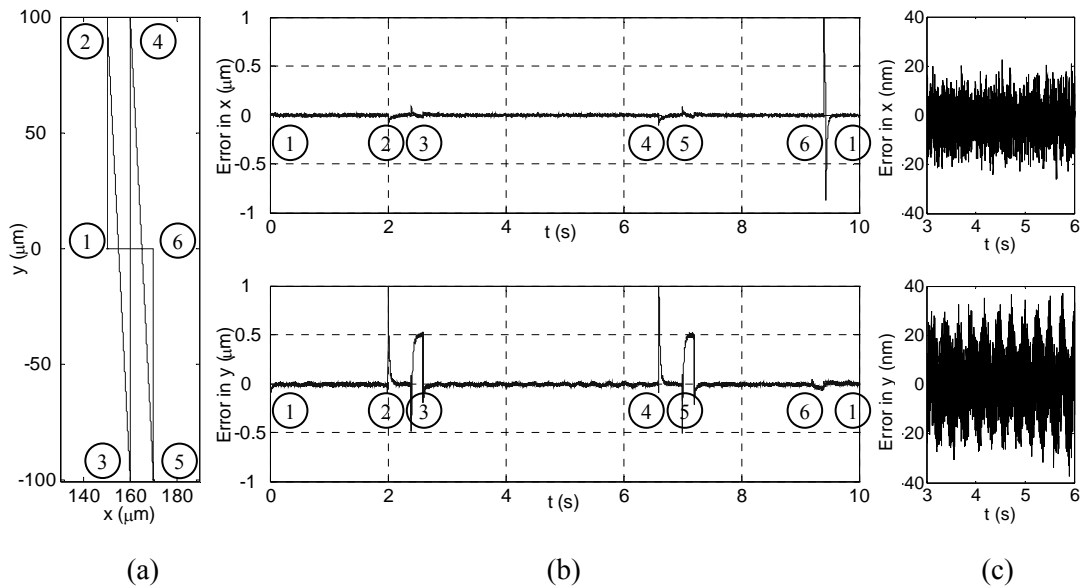 100
50
0
-50
-100
y (μm)
140 160 180
x (μm)
2
4
1
6
3
5
(a)
1
0.5
0
-0.5
-1
Error in x (μm)
1 2 3 4 5 6 1
0 2 4 6 8 10
t (s)
1
0.5
0
-0.5
-1
Error in y (μm)
1 2 3 4 5 6 1
0 2 4 6 8 10
t (s)
(b)
40
20
0
-20
-40
Error in x (nm)
3 4 5 6
t (s)
40
20
0
-20
-40
Error in y (nm)
3 4 5 6
t (s)
(c)